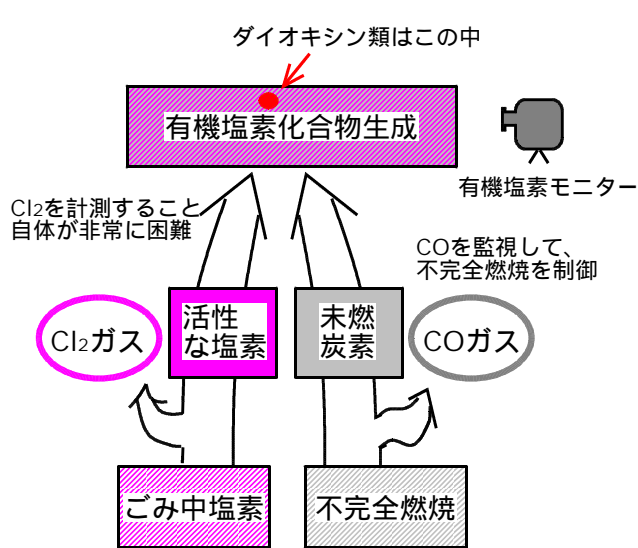 ダイオキシン類はこの中
有機塩素化合物生成
有機塩素モニター
Cl2を計測すること
自体が非常に困難
COを監視して、
不完全燃焼を制御
Cl2ガス
活性
な塩素
未燃
炭素
COガス
ごみ中塩素
不完全燃焼